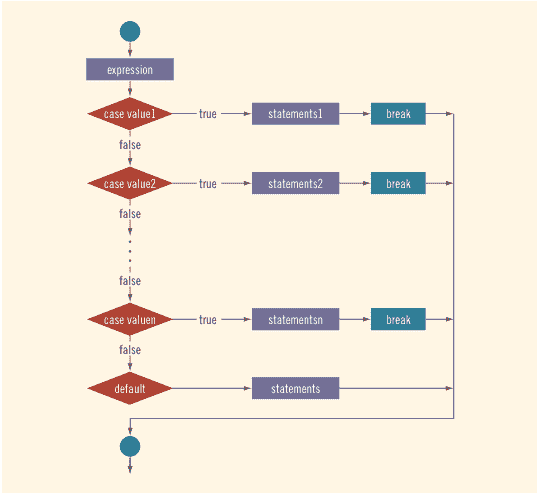 expression
case value1
true
statements1
break
false
case value2
true
statements2
break
false
false
case valuen
true
statementsn
break
false
default
statements